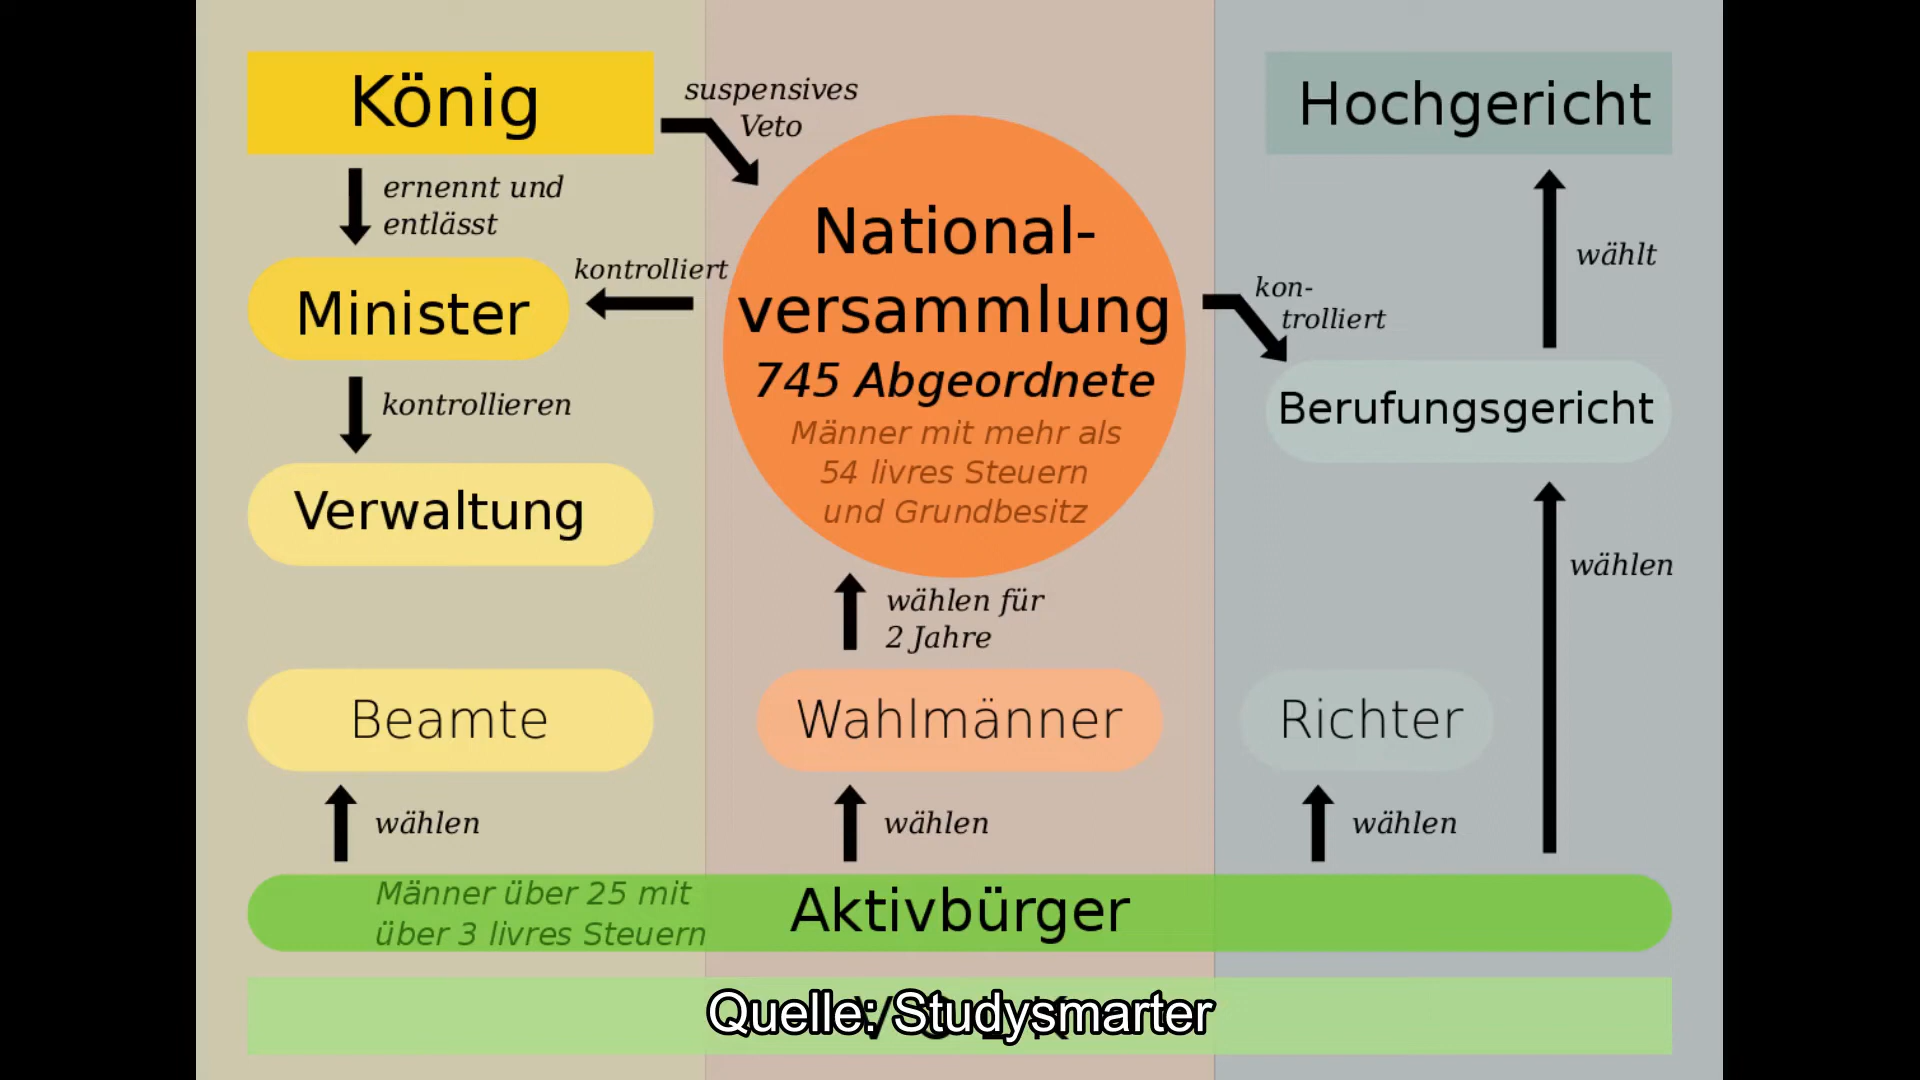 König
suspensives
Veto
Hochgericht
ernennt und
entlässt
National-
versammlung
745 Abgeordnete
Männer mit mehr als
54 livres Steuern
und Grundbesitz
kontrolliert
kon-
trolliert
wählt
Minister
kontrollieren
Berufungsgericht
Verwaltung
wählen für
2 Jahre
wählen
Beamte
Wahlmänner
Richter
wählen
wählen
wählen
Männer über 25 mit
über 3 livres Steuern
Aktivbürger
Quelle: Studysmarter